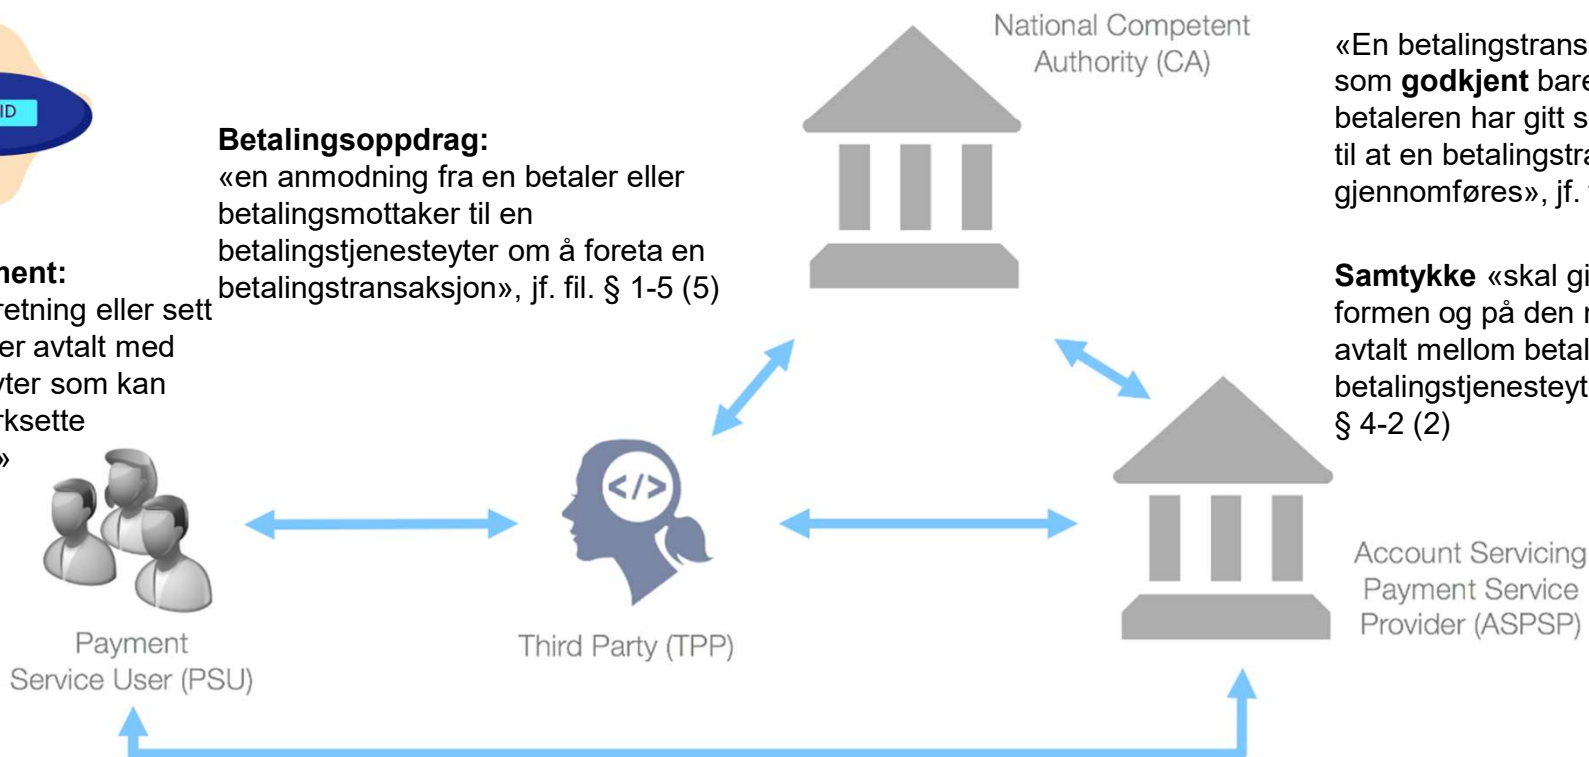 ID
National Competent
Authority (CA)
Betalingsoppdrag:
«en anmodning fra en betaler eller
betalingsmottaker til en
betalingstjenesteyter om å foreta en
betalingstransaksjon», jf. fil. § 1-5 (5)
«En betalingstrans
som godkjent bare
betaleren har gitt s
til at en betalingstra
gjennomføres», jf.
ment:
retning eller sett
er avtalt med
yter som kan
rksette
»
Samtykke «skal gi
formen og på den
avtalt mellom betal
betalingstjenesteyt
§ 4-2 (2)
</>
Payment
Service User (PSU)
Third Party (TPP)
Account Servicing
Payment Service
Provider (ASPSP)